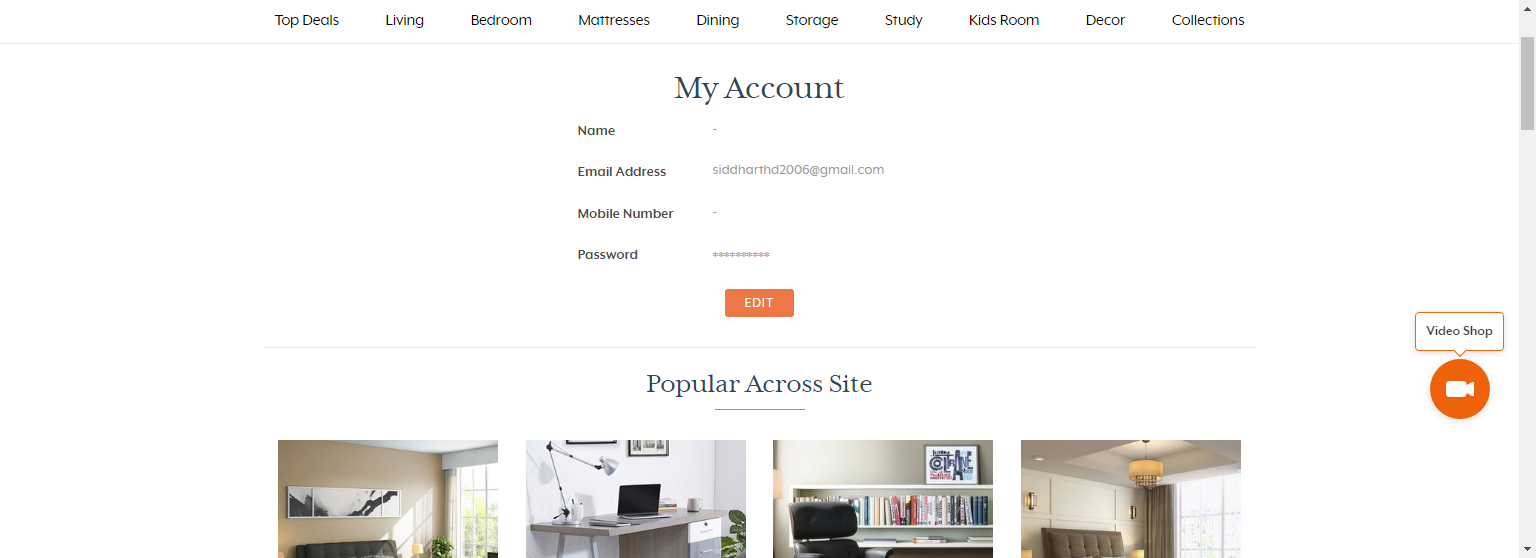 Top Deals Living Bedroom Mattresses Dining Storage Study Kids Room Decor Collections
My Account
Name -
Email Address siddharthd2006@gmail.com
Mobile Number -
Password **********
EDIT
Video Shop
Popular Across Site